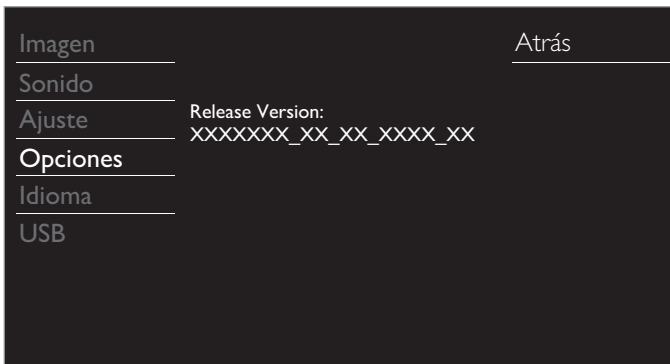 Imagen
Sonido
Ajuste
Opciones
Idioma
USB
Release Version:
XXXXXXX_XX_XX_XXXX_XX
Atrás